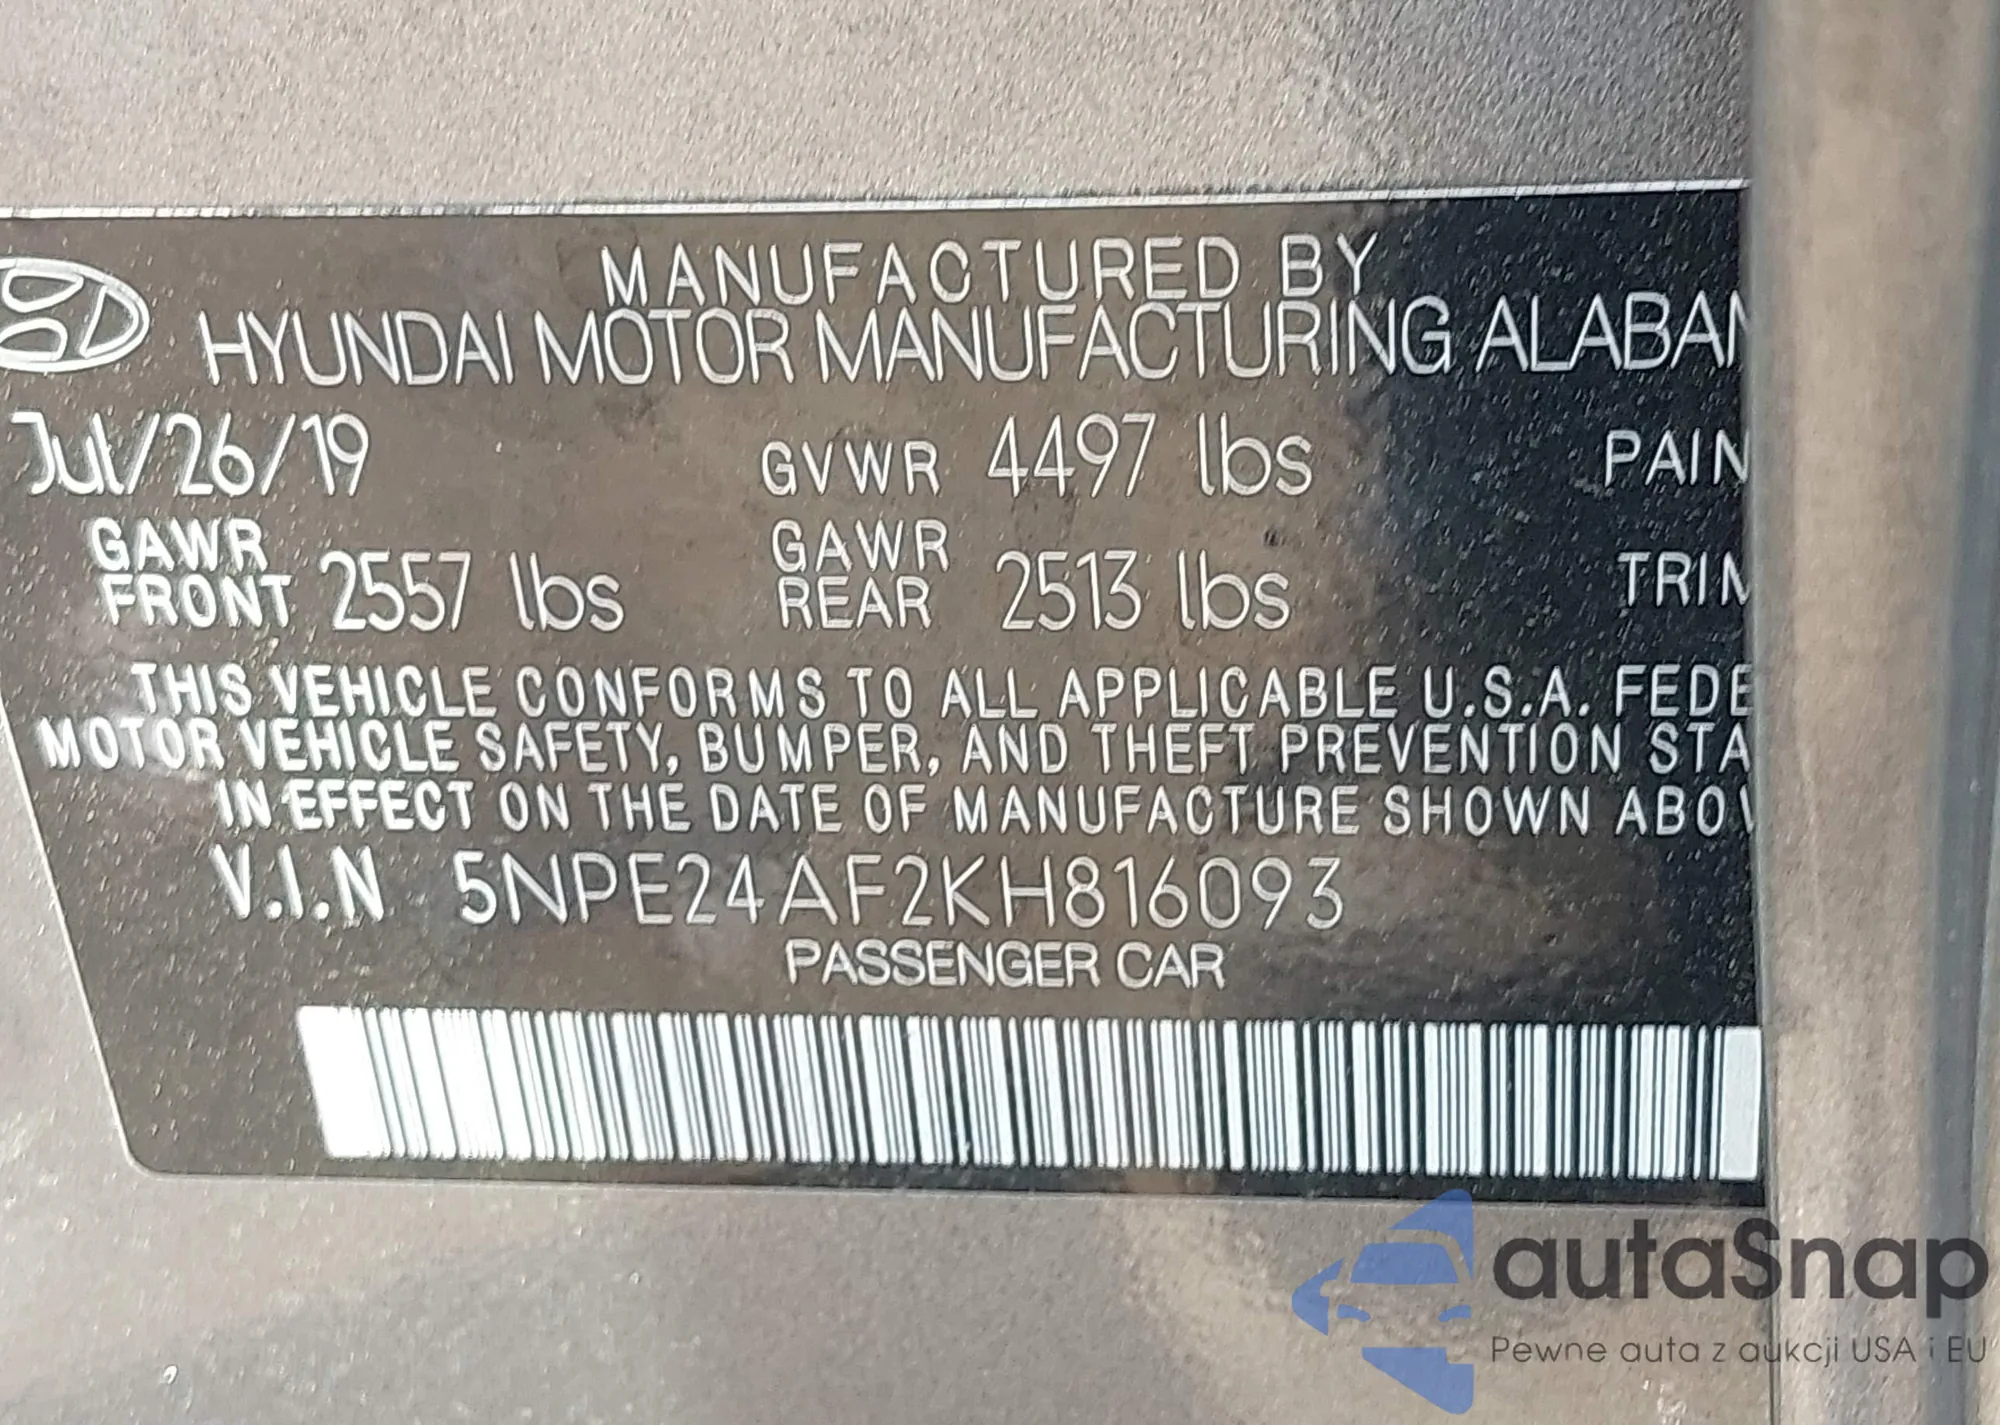 MANUFACTURED BY
HYUNDAI MOTOR MANUFACTURING ALABAM
Jul/26/19 GVWR 4497 lbs PAIN
GAWR FRONT 2557 lbs GAWR REAR 2513 lbs TRIM
THIS VEHICLE CONFORMS TO ALL APPLICABLE U.S.A. FEDE
MOTOR VEHICLE SAFETY, BUMPER, AND THEFT PREVENTION STA
IN EFFECT ON THE DATE OF MANUFACTURE SHOWN ABOV
V.I.N 5NPE24AF2KH816093
PASSENGER CAR
autaSnap
Pewne auta z aukcji USA i EU